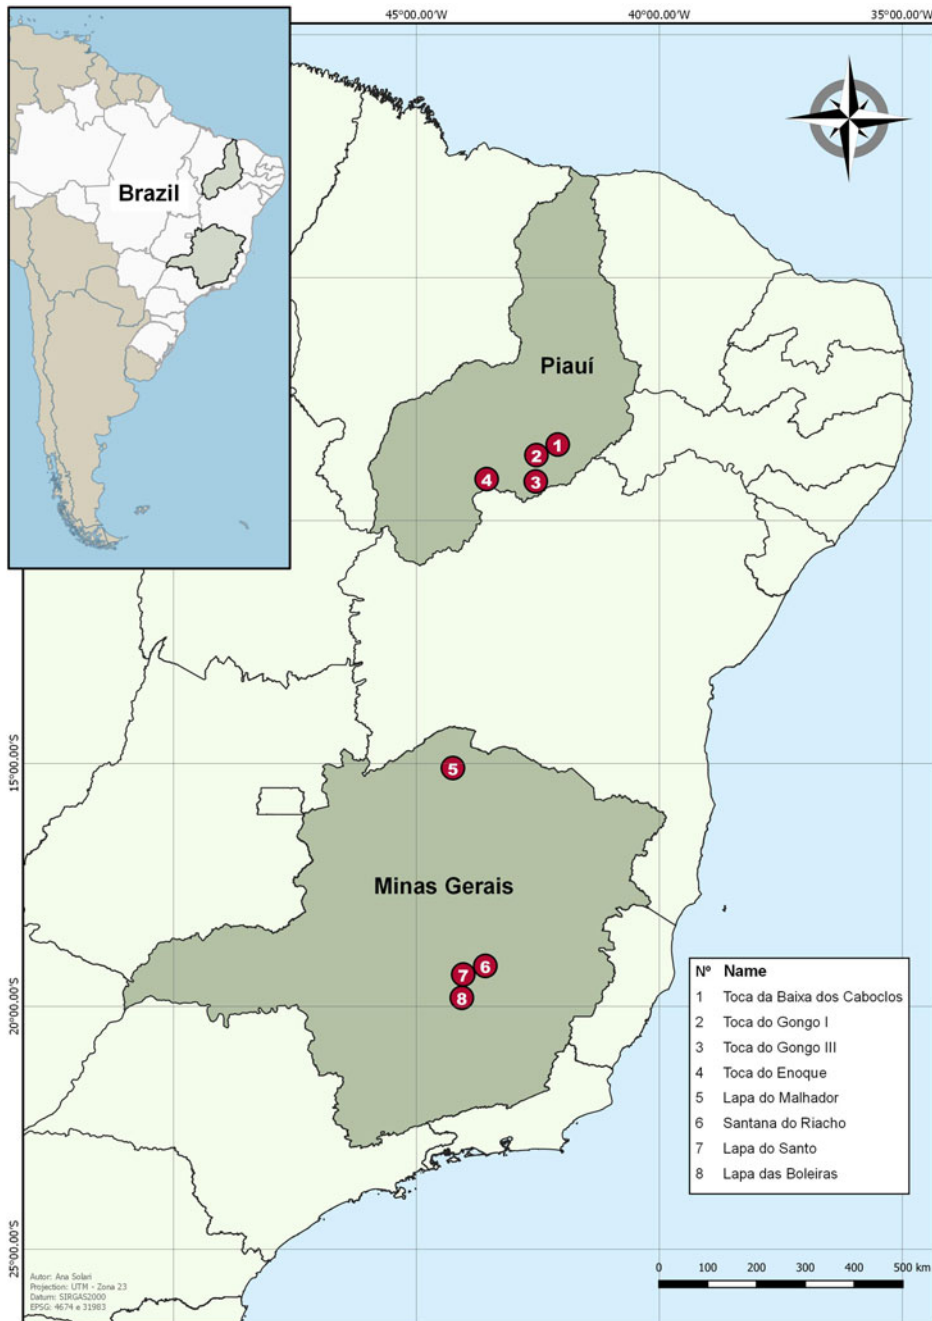 45°00.00'W 40°00.00'W 35°00.00'W
Brazil
Piauí
1
2
4 3
15°00.00'S
5
Minas Gerais
6
7
8
20°00.00'S
Nº Name
1 Toca da Baixa dos Caboclos
2 Toca do Gongo I
3 Toca do Gongo III
4 Toca do Enoque
5 Lapa do Malhador
6 Santana do Riacho
7 Lapa do Santo
8 Lapa das Boleiras
25°00.00'S
0 100 200 300 400 500 km
Autor: Ana Solari
Projection: UTM - Zona 23
Datum: SIRGAS2000
EPSG: 4674 e 31983